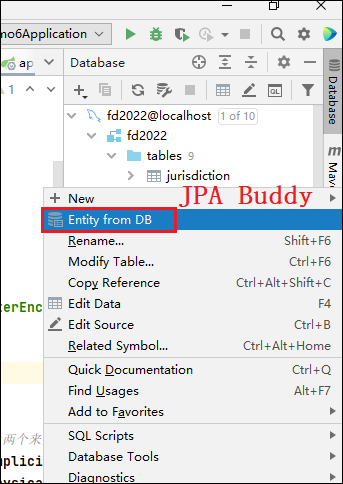 mo6Application
ap
Database
1
fd2022@localhost 1 of 10
fd2022
tables 9
jurisdiction
Database
New
JPA Buddy
Entity from DB
Rename... Shift+F6
Modify Table... Ctrl+F6
Copy Reference Ctrl+Alt+Shift+C
Edit Data F4
terEnc
Edit Source Ctrl+B
Related Symbol... Ctrl+Alt+Home
Quick Documentation Ctrl+Q
Find Usages Alt+F7
Add to Favorites
两个来
SQL Scripts
mplici
Database Tools
ysica
Diagnostics